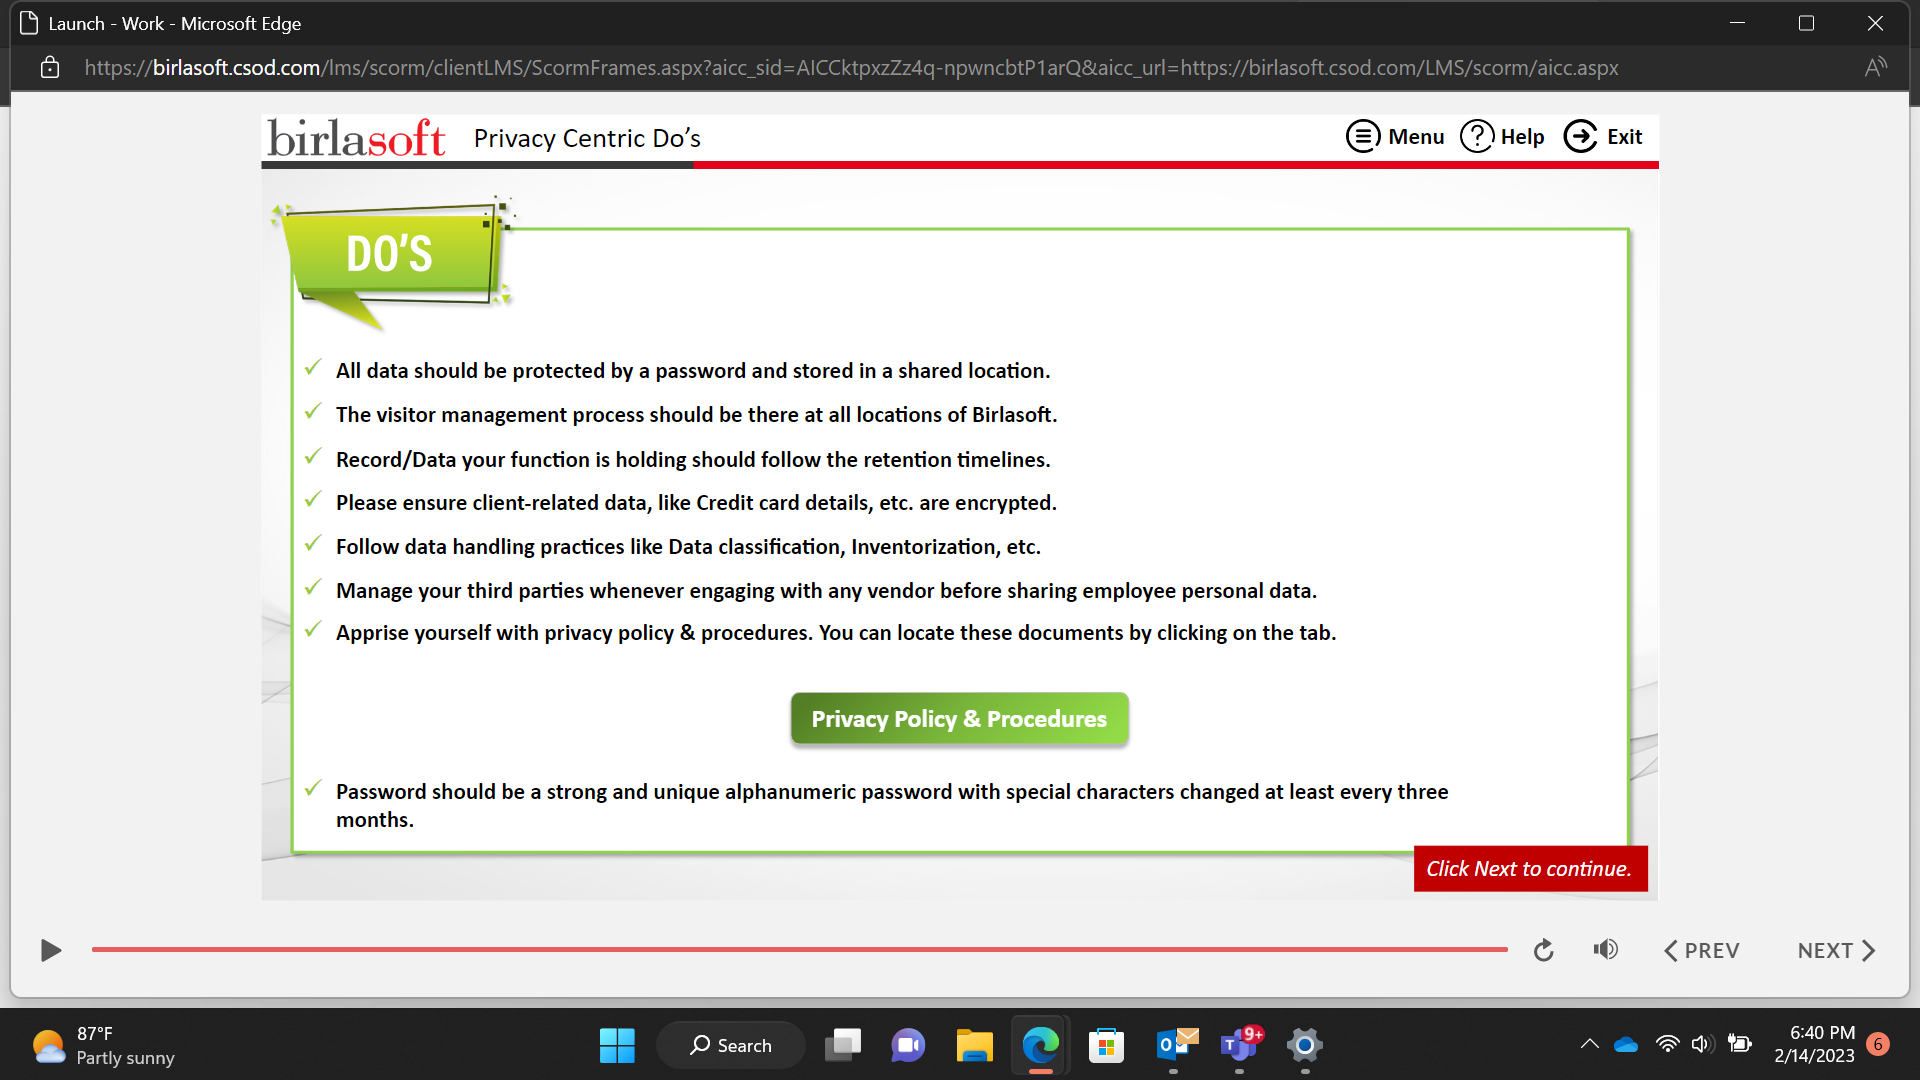 Launch - Work - Microsoft Edge
https://birlasoft.csod.com/lms/scorm/clientLMS/ScormFrames.aspx?aicc_sid=AICCktpxzZz4q-npwncbtP1arQ&aicc_url=https://birlasoft.csod.com/LMS/scorm/aicc.aspx
birlasoft Privacy Centric Do’s Menu Help Exit
DO'S
All data should be protected by a password and stored in a shared location.
The visitor management process should be there at all locations of Birlasoft.
Record/Data your function is holding should follow the retention timelines.
Please ensure client-related data, like Credit card details, etc. are encrypted.
Follow data handling practices like Data classification, Inventorization, etc.
Manage your third parties whenever engaging with any vendor before sharing employee personal data.
Apprise yourself with privacy policy & procedures. You can locate these documents by clicking on the tab.
Privacy Policy & Procedures
Password should be a strong and unique alphanumeric password with special characters changed at least every three
months.
Click Next to continue.
PREV NEXT
87°F
Partly sunny
Search
9+
6:40 PM
2/14/2023
6